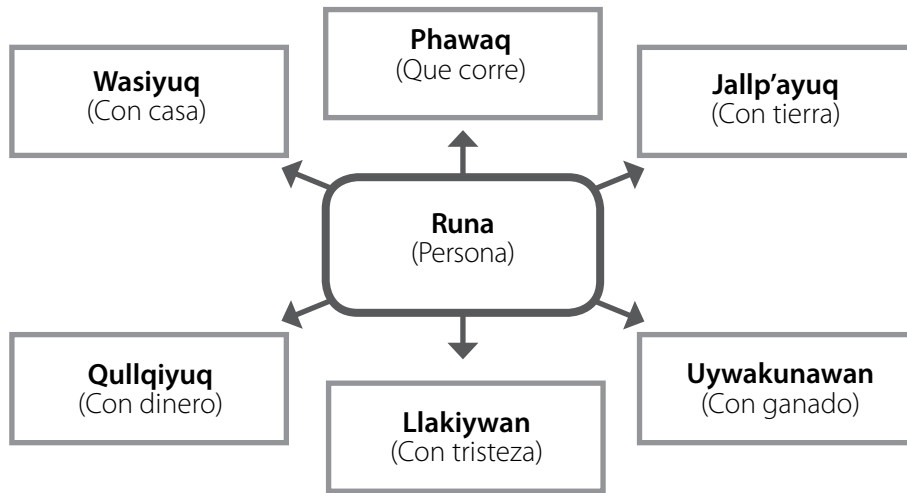 Phawaq
(Que corre)
Wasiyuq
(Con casa)
Jallp'ayuq
(Con tierra)
Runa
(Persona)
Qullqiyuq
(Con dinero)
Llakiywan
(Con tristeza)
Uywakunawan
(Con ganado)